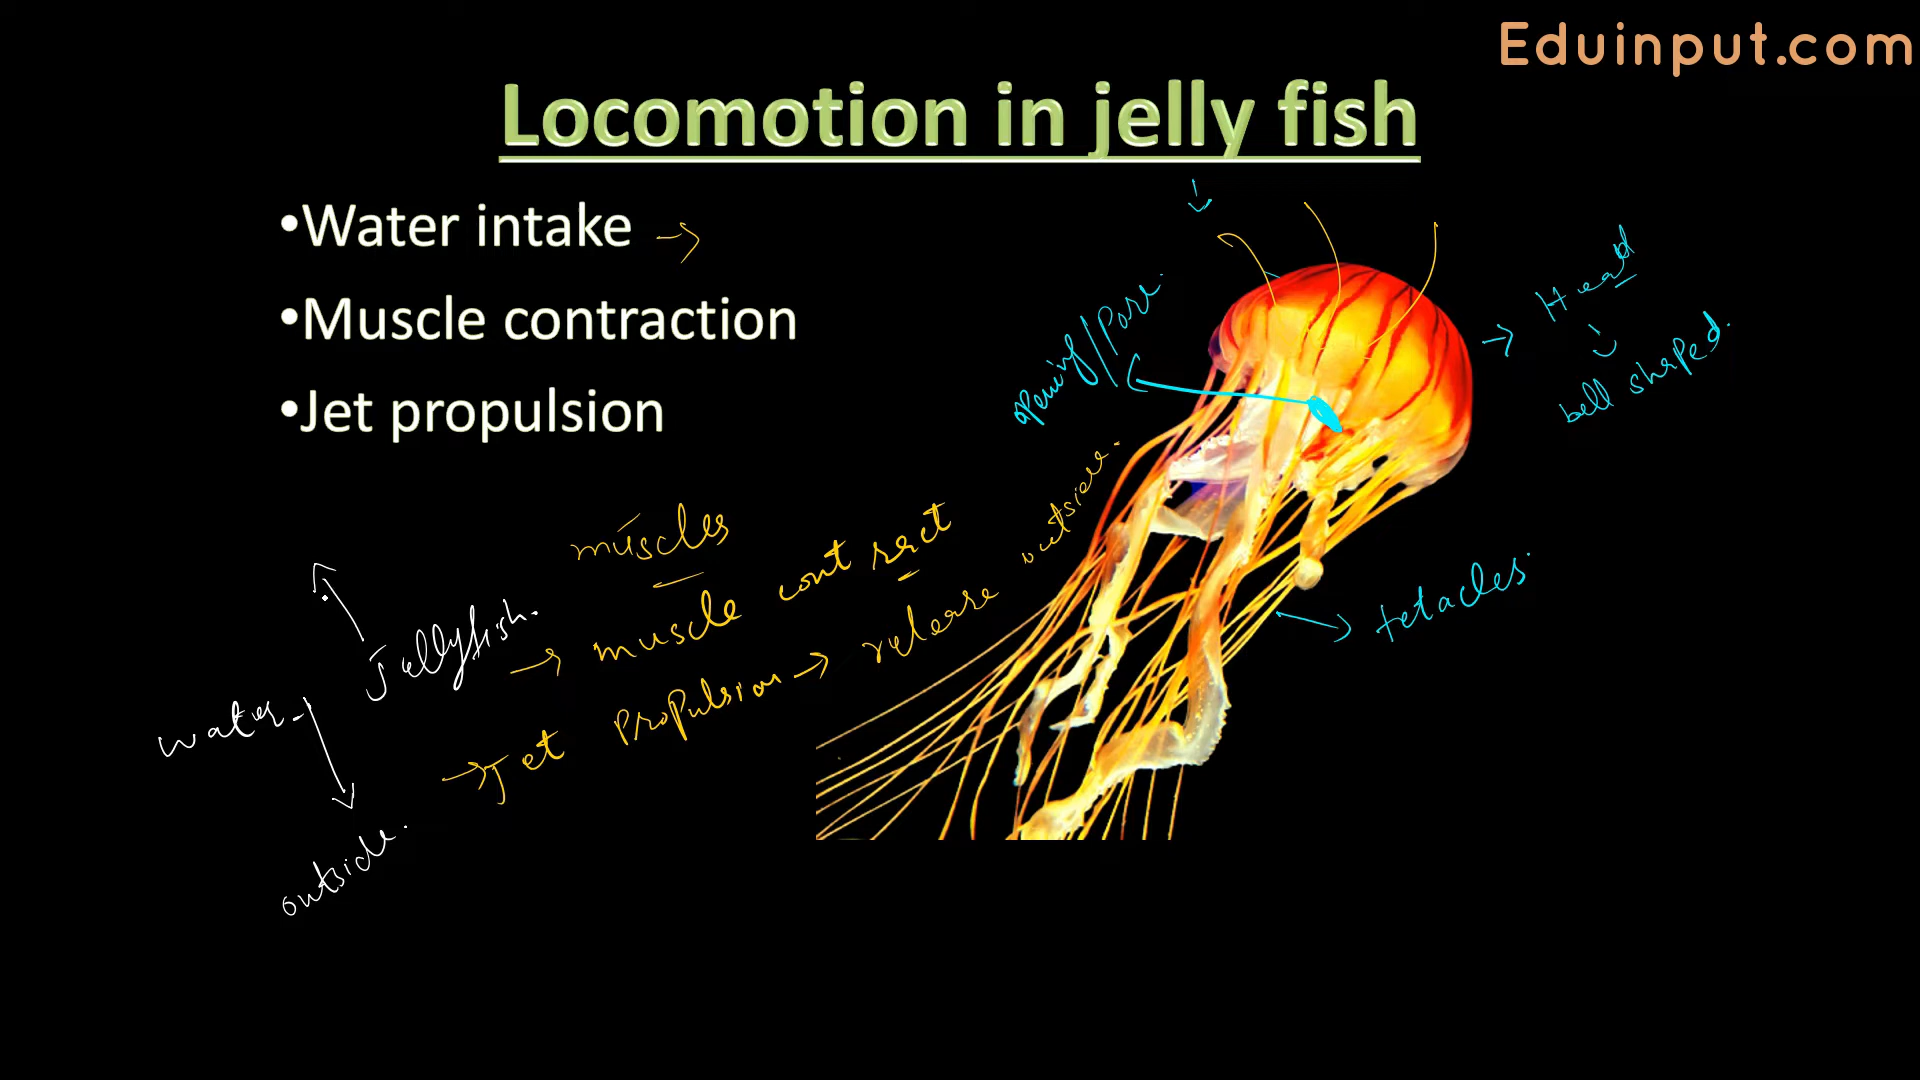 Eduinput.com
Locomotion in jelly fish
•Water intake →
•Muscle contraction
•Jet propulsion
opening/Pore.
Head
bell shaped.
muscles
→ muscle contract
→ Jet Propulsion → release outside.
Jellyfish.
water
outside.
→ tetacles.